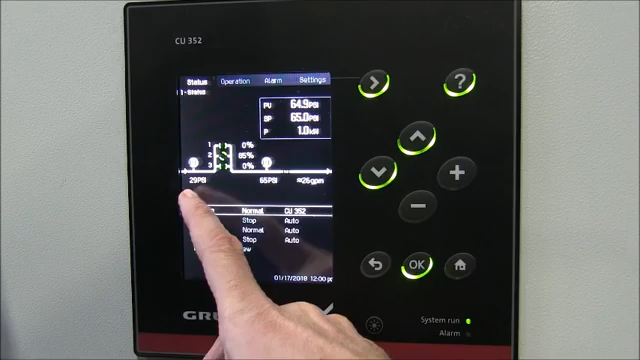 CU 352
Status Operation Alarm Settings
1 - Status
PV 64.9PSI
SP 65.0PSI
P 1.0kW
1 0%
2 85%
3 0%
29PSI 65PSI ≈26gpm
Normal CU 352
Stop Auto
Normal Auto
Stop Auto
01/17/2018 12:00 pm
?
OK
System run
Alarm